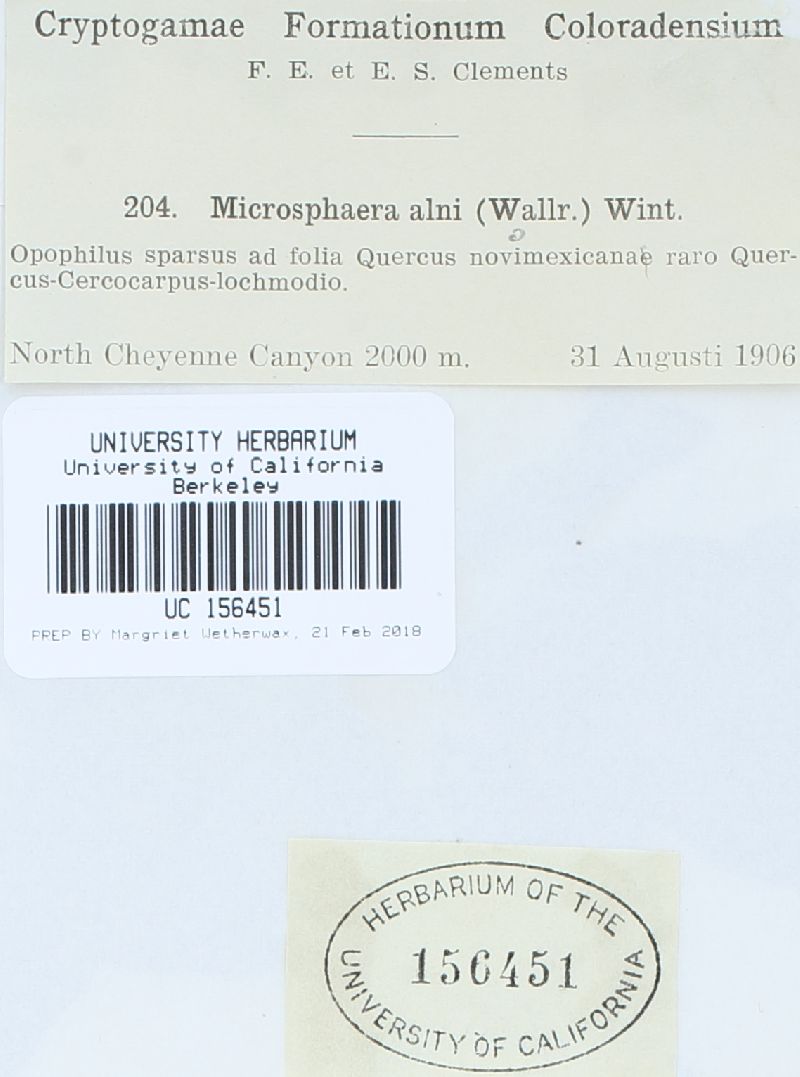 Cryptogamae Formationum Coloradensium
F. E. et E. S. Clements
204. Microsphaera alni (Wallr.) Wint.
Opophilus sparsus ad folia Quercus novimexicanae raro Quer-
cus-Cercocarpus-lochmodio.
North Cheyenne Canyon 2000 m. 31 Augusti 1906
UNIVERSITY HERBARIUM
University of California
Berkeley
UC 156451
PREP BY Margriet Wetherwax, 21 Feb 2018
HERBARIUM OF THE
156451
UNIVERSITY OF CALIFORNIA